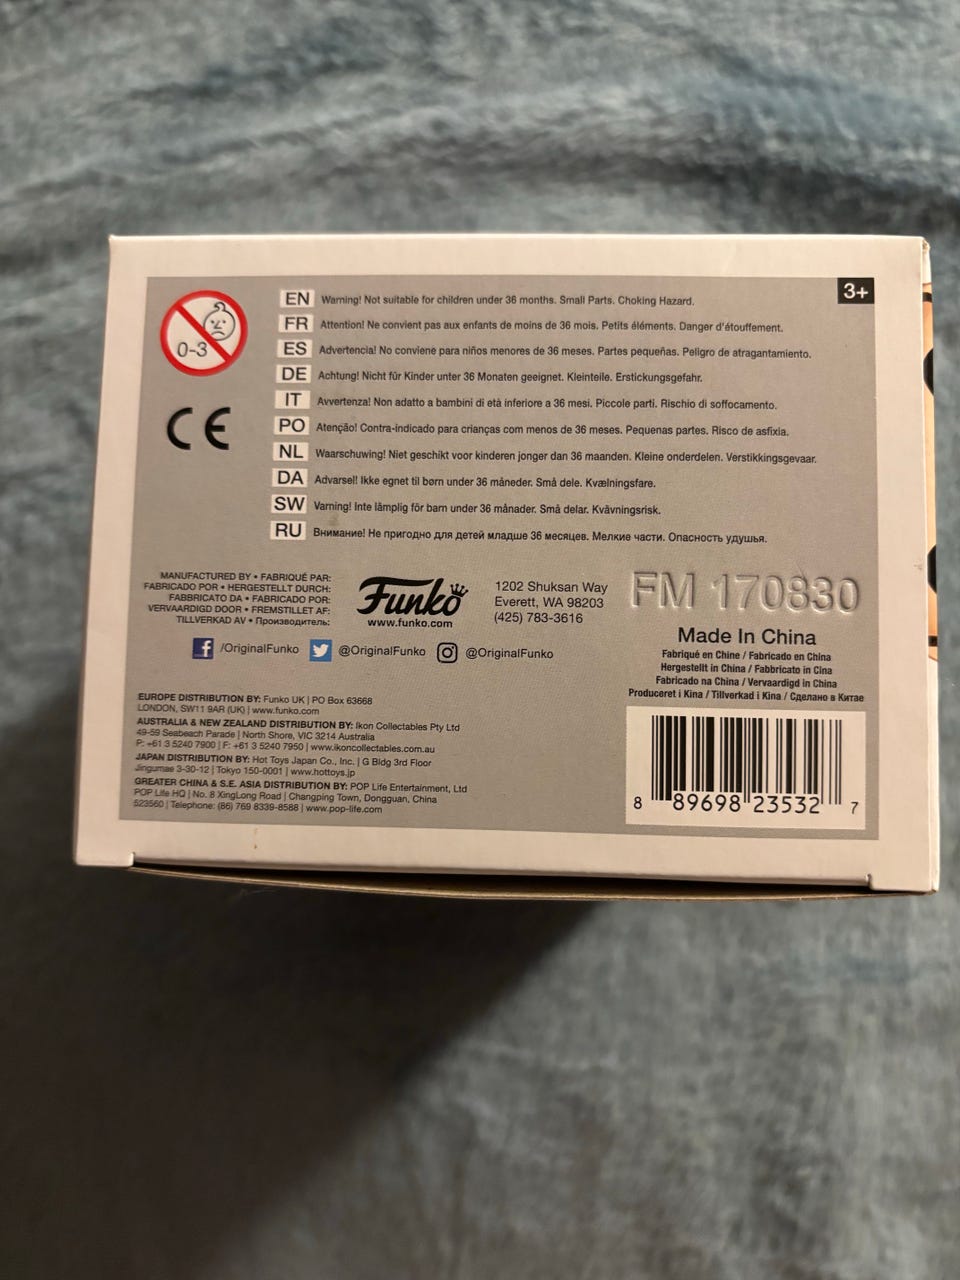 3+
0-3
EN Warning! Not suitable for children under 36 months. Small Parts. Choking Hazard.
FR Attention! Ne convient pas aux enfants de moins de 36 mois. Petits éléments. Danger d'étouffement.
ES Advertencia! No conviene para niños menores de 36 meses. Partes pequeñas. Peligro de atragantamiento.
DE Achtung! Nicht für Kinder unter 36 Monaten geeignet. Kleinteile. Erstickungsgefahr.
IT Avvertenza! Non adatto a bambini di età inferiore a 36 mesi. Piccole parti. Rischio di soffocamento.
PO Atenção! Contra-indicado para crianças com menos de 36 meses. Pequenas partes. Risco de asfixia.
NL Waarschuwing! Niet geschikt voor kinderen jonger dan 36 maanden. Kleine onderdelen. Verstikkingsgevaar.
DA Advarsel! Ikke egnet til børn under 36 måneder. Små dele. Kvælningsfare.
SW Varning! Inte lämplig för barn under 36 månader. Små delar. Kvävningsrisk.
RU Внимание! Не пригодно для детей младше 36 месяцев. Мелкие части. Опасность удушья.
CE
MANUFACTURED BY • FABRIQUÉ PAR:
FABRICADO POR • HERGESTELLT DURCH:
FABBRICATO DA • FABRICADO POR:
VERVAARDIGD DOOR • FREMSTILLET AF:
TILLVERKAD AV • Производитель:
Funko
www.funko.com
1202 Shuksan Way
Everett, WA 98203
(425) 783-3616
FM 170830
Made In China
Fabriqué en Chine / Fabricado en China
Hergestellt in China / Fabbricato in Cina
Fabricado na China / Vervaardigd in China
Produceret i Kina / Tillverkad i Kina / Сделано в Китае
/OriginalFunko @OriginalFunko @OriginalFunko
EUROPE DISTRIBUTION BY: Funko UK | PO Box 63668
LONDON, SW11 9AR (UK) | www.funko.com
AUSTRALIA & NEW ZEALAND DISTRIBUTION BY: Ikon Collectables Pty Ltd
49-59 Seabeach Parade | North Shore, VIC 3214 Australia
P: +61 3 5240 7900 | F: +61 3 5240 7950 | www.ikoncollectables.com.au
JAPAN DISTRIBUTION BY: Hot Toys Japan Co., Inc. | G Bldg 3rd Floor
Jingumae 3-30-12 | Tokyo 150-0001 | www.hottoys.jp
GREATER CHINA & S.E. ASIA DISTRIBUTION BY: POP Life Entertainment, Ltd
POP Life HQ | No. 8 XingLong Road | Changping Town, Dongguan, China
523560 | Telephone: (86) 769 8339-8588 | www.pop-life.com
8 89698 23532 7